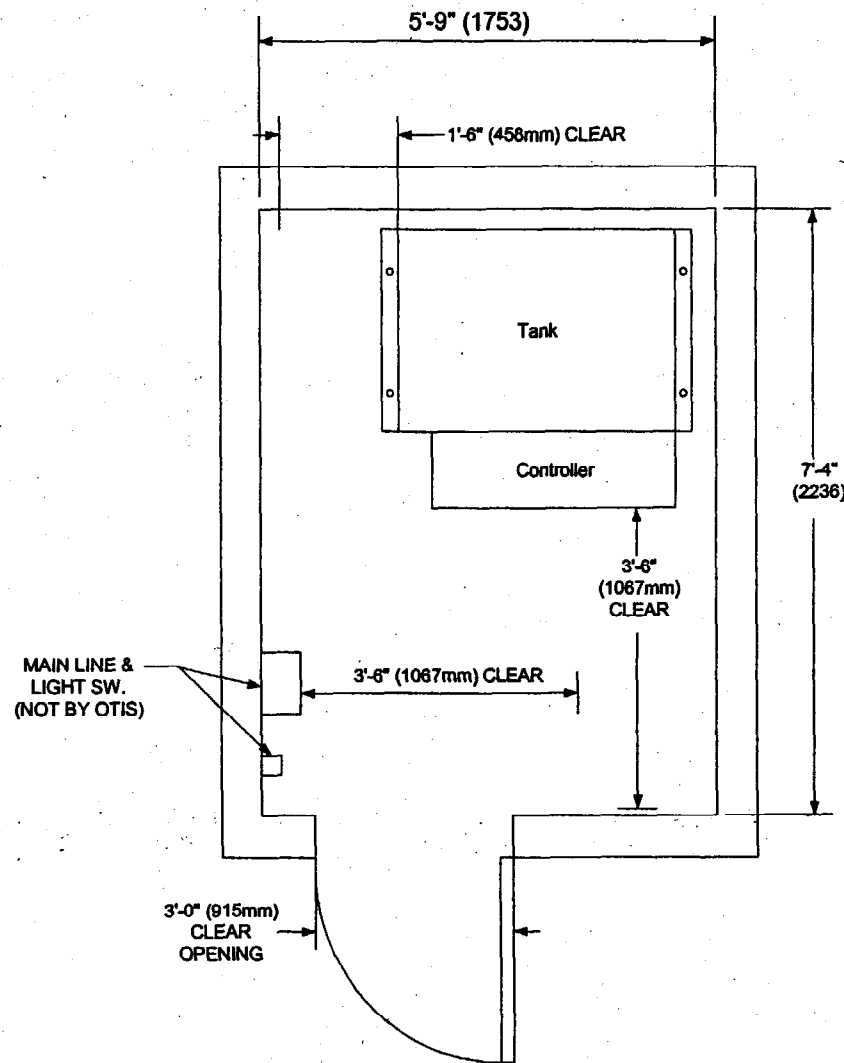 5'-9" (1753)
1'-6" (458mm) CLEAR
Tank
Controller
7'-4"
(2236)
3'-6"
(1067mm)
CLEAR
MAIN LINE &
LIGHT SW.
(NOT BY OTIS)
3'-6" (1067mm) CLEAR
3'-0" (915mm)
CLEAR
OPENING